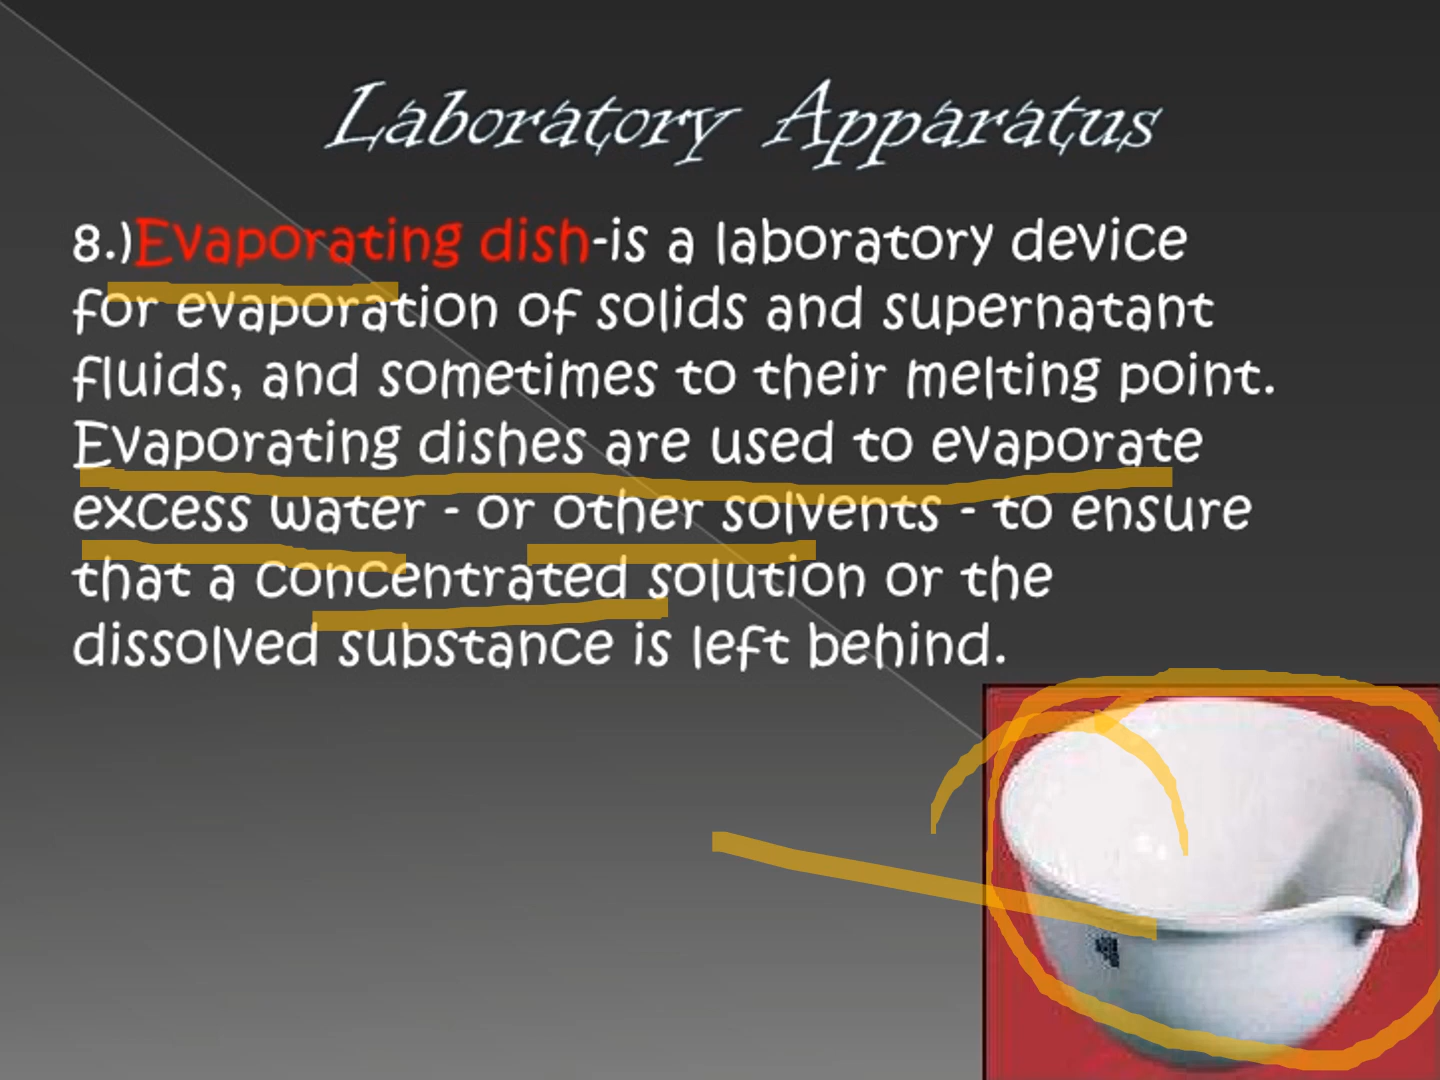 Laboratory Apparatus
8.)Evaporating dish-is a laboratory device
for evaporation of solids and supernatant
fluids, and sometimes to their melting point.
Evaporating dishes are used to evaporate
excess water - or other solvents - to ensure
that a concentrated solution or the
dissolved substance is left behind.